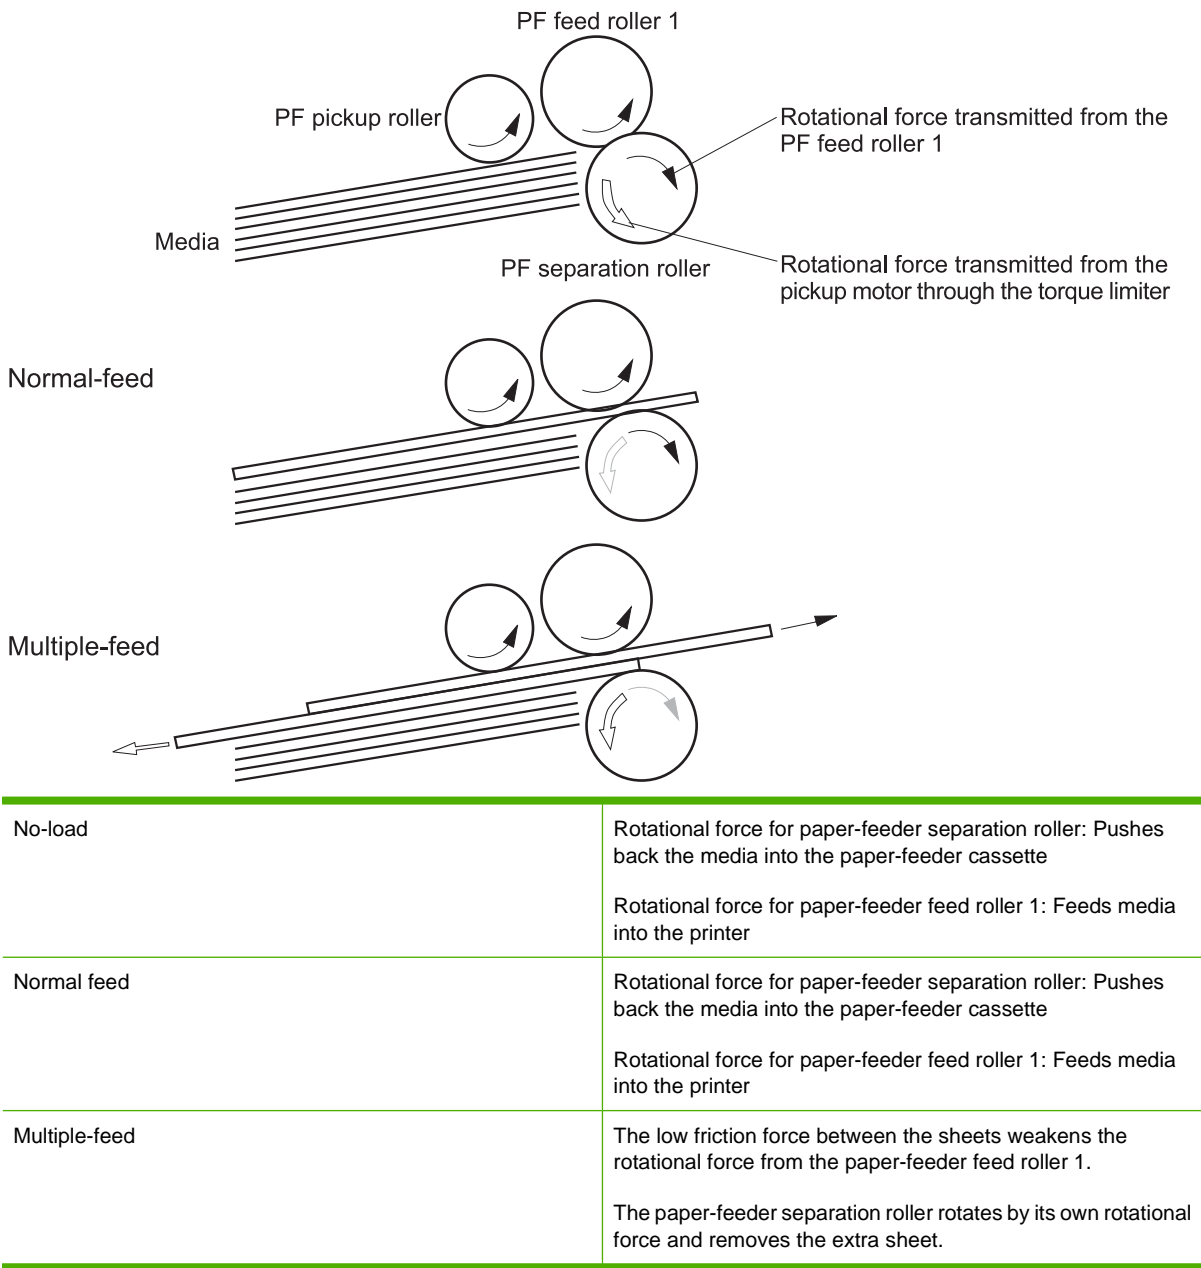 PF feed roller 1
PF pickup roller
Rotational force transmitted from the
PF feed roller 1
Media
PF separation roller
Rotational force transmitted from the
pickup motor through the torque limiter
Normal-feed
Multiple-feed
No-load
Rotational force for paper-feeder separation roller: Pushes
back the media into the paper-feeder cassette
Rotational force for paper-feeder feed roller 1: Feeds media
into the printer
Normal feed
Rotational force for paper-feeder separation roller: Pushes
back the media into the paper-feeder cassette
Rotational force for paper-feeder feed roller 1: Feeds media
into the printer
Multiple-feed
The low friction force between the sheets weakens the
rotational force from the paper-feeder feed roller 1.
The paper-feeder separation roller rotates by its own rotational
force and removes the extra sheet.